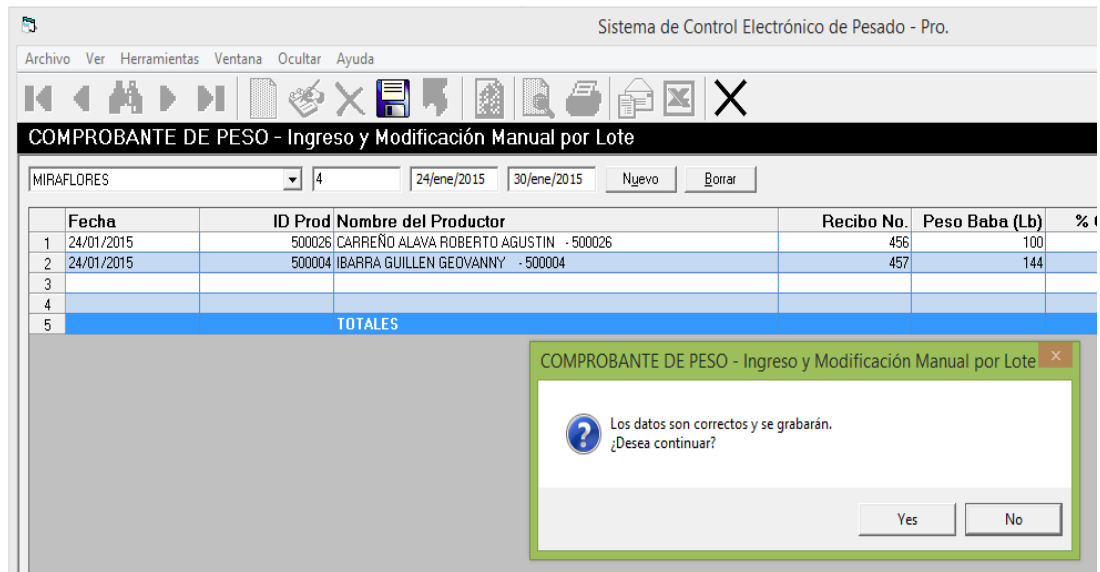 Sistema de Control Electrónico de Pesado - Pro.
Archivo Ver Herramientas Ventana Ocultar Ayuda
COMPROBANTE DE PESO - Ingreso y Modificación Manual por Lote
MIRAFLORES 4 24/ene/2015 30/ene/2015 Nuevo Borrar
Fecha ID Prod Nombre del Productor Recibo No. Peso Baba (Lb) %
1 24/01/2015 500026 CARREÑO ALAVA ROBERTO AGUSTIN - 500026 456 100
2 24/01/2015 500004 IBARRA GUILLEN GEOVANNY - 500004 457 144
3
4
5 TOTALES
COMPROBANTE DE PESO - Ingreso y Modificación Manual por Lote x
Los datos son correctos y se grabarán.
¿Desea continuar?
Yes No